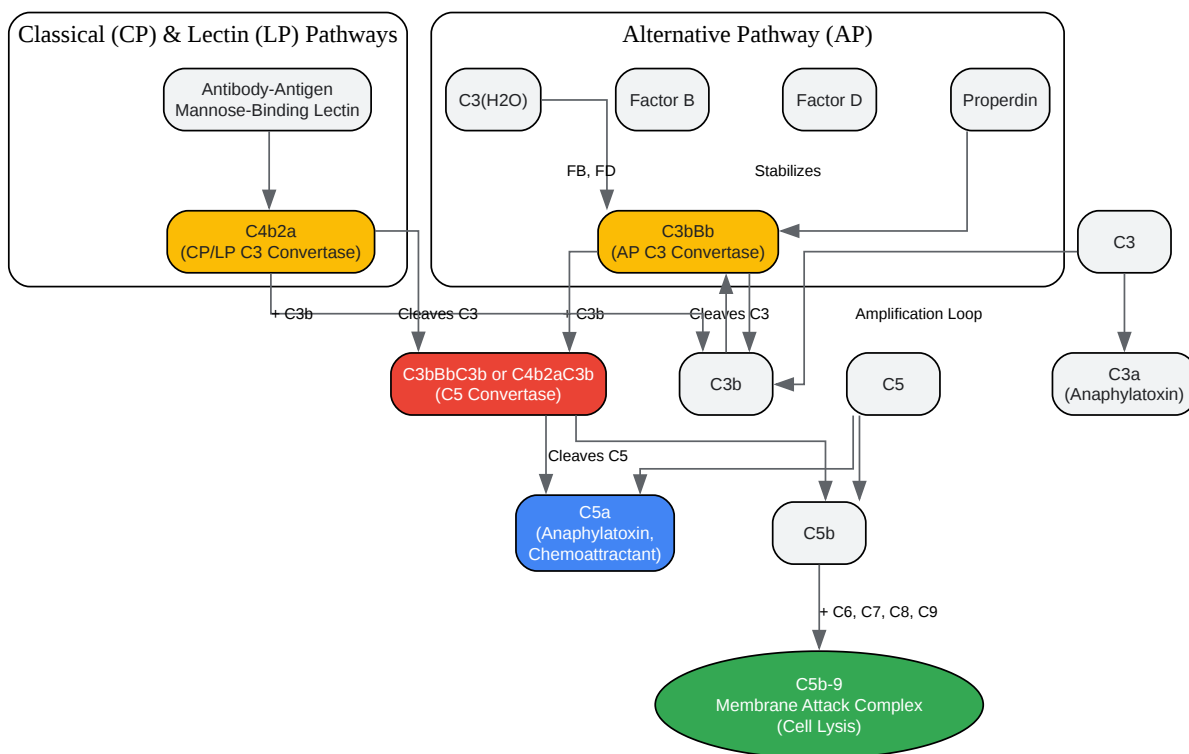 Classical (CP) & Lectin (LP) Pathways
Alternative Pathway (AP)
Antibody-Antigen
Mannose-Binding Lectin
C3(H2O)
Factor B
Factor D
Properdin
FB, FD
Stabilizes
C4b2a
(CP/LP C3 Convertase)
C3bBb
(AP C3 Convertase)
C3
+ C3b
Cleaves C3
+ C3b
Cleaves C3
Amplification Loop
C3bBbC3b or C4b2aC3b
(C5 Convertase)
C3b
C5
C3a
(Anaphylatoxin)
Cleaves C5
C5a
(Anaphylatoxin,
Chemoattractant)
C5b
+ C6, C7, C8, C9
C5b-9
Membrane Attack Complex
(Cell Lysis)